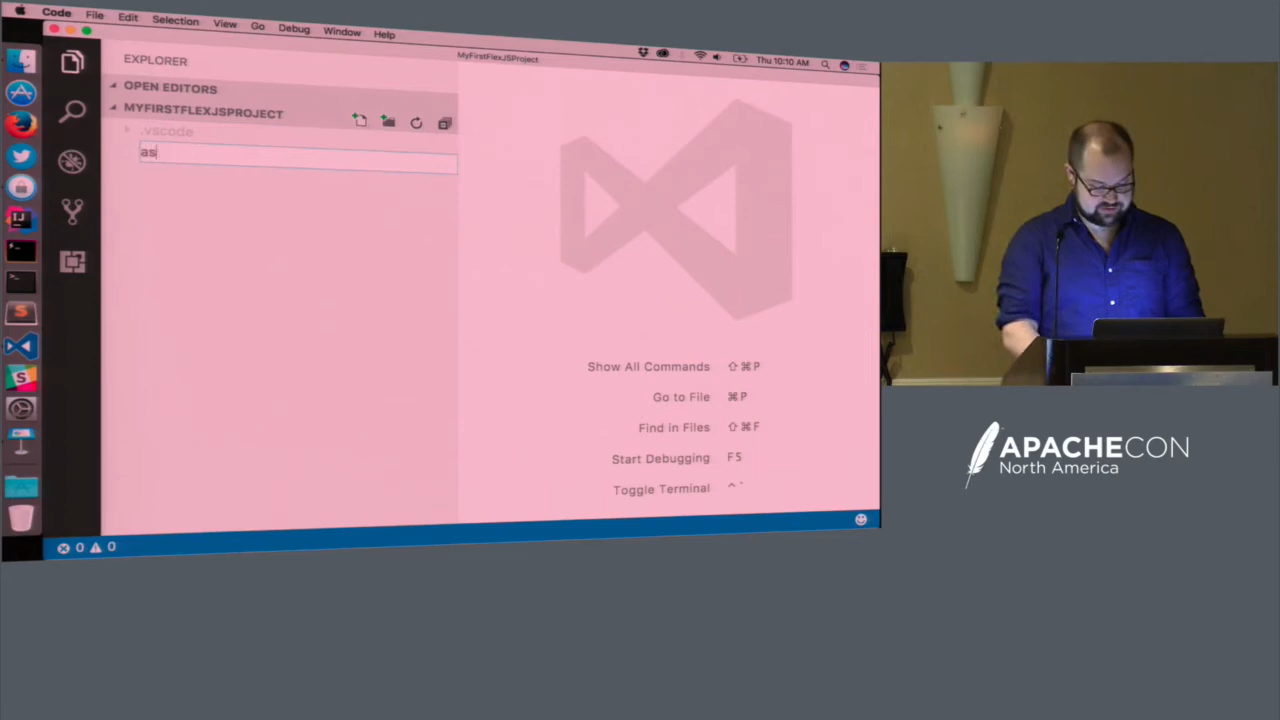 Code File Edit Selection View Go Debug Window Help
MyFirstFlexJSProject
Thu 10:10 AM
EXPLORER
OPEN EDITORS
MYFIRSTFLEXJSPROJECT
.vscode
as
Show All Commands ⇧⌘P
Go to File ⌘P
Find in Files ⇧⌘F
Start Debugging F5
Toggle Terminal ^`
0 0
APACHECON
North America